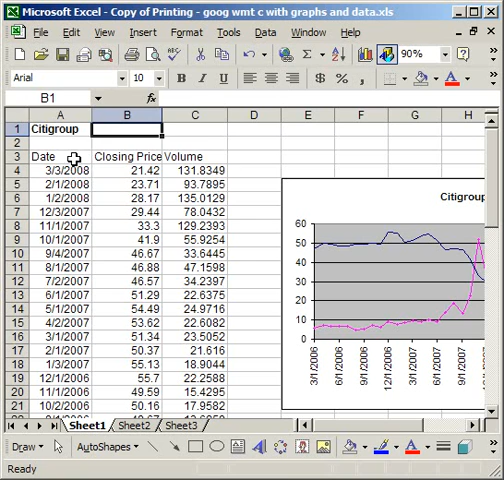 Microsoft Excel - Copy of Printing - goog wmt c with graphs and data.xls
File Edit View Insert Format Tools Data Window Help
90%
Arial 10 B I U
B1 fx
A B C D E F G H
1 Citigroup
2
3 Date Closing Price Volume
4 3/3/2008 21.42 131.8349
5 2/1/2008 23.71 93.7895
6 1/2/2008 28.17 135.0129
7 12/3/2007 29.44 78.0432
8 11/1/2007 33.3 129.2393
9 10/1/2007 41.9 55.9254
10 9/4/2007 46.67 33.6445
11 8/1/2007 46.88 47.1598
12 7/2/2007 46.57 34.2397
13 6/1/2007 51.29 22.6375
14 5/1/2007 54.49 24.9716
15 4/2/2007 53.62 22.6082
16 3/1/2007 51.34 23.5052
17 2/1/2007 50.37 21.616
18 1/3/2007 55.13 18.9044
19 12/1/2006 55.7 22.2588
20 11/1/2006 49.59 15.4295
21 10/2/2006 50.16 17.9582
Citigroup
60
50
40
30
20
10
0
3/1/2006
6/1/2006
9/1/2006
12/1/2006
3/1/2007
6/1/2007
9/1/2007
Sheet1 Sheet2 Sheet3
Draw AutoShapes
Ready